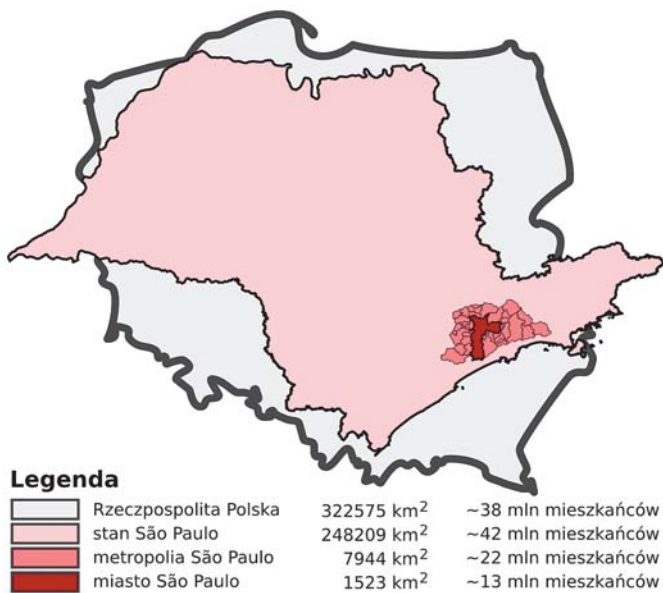 Legenda
Rzeczpospolita Polska 322575 km² ~38 mln mieszkańców
stan São Paulo 248209 km² ~42 mln mieszkańców
metropolia São Paulo 7944 km² ~22 mln mieszkańców
miasto São Paulo 1523 km² ~13 mln mieszkańców